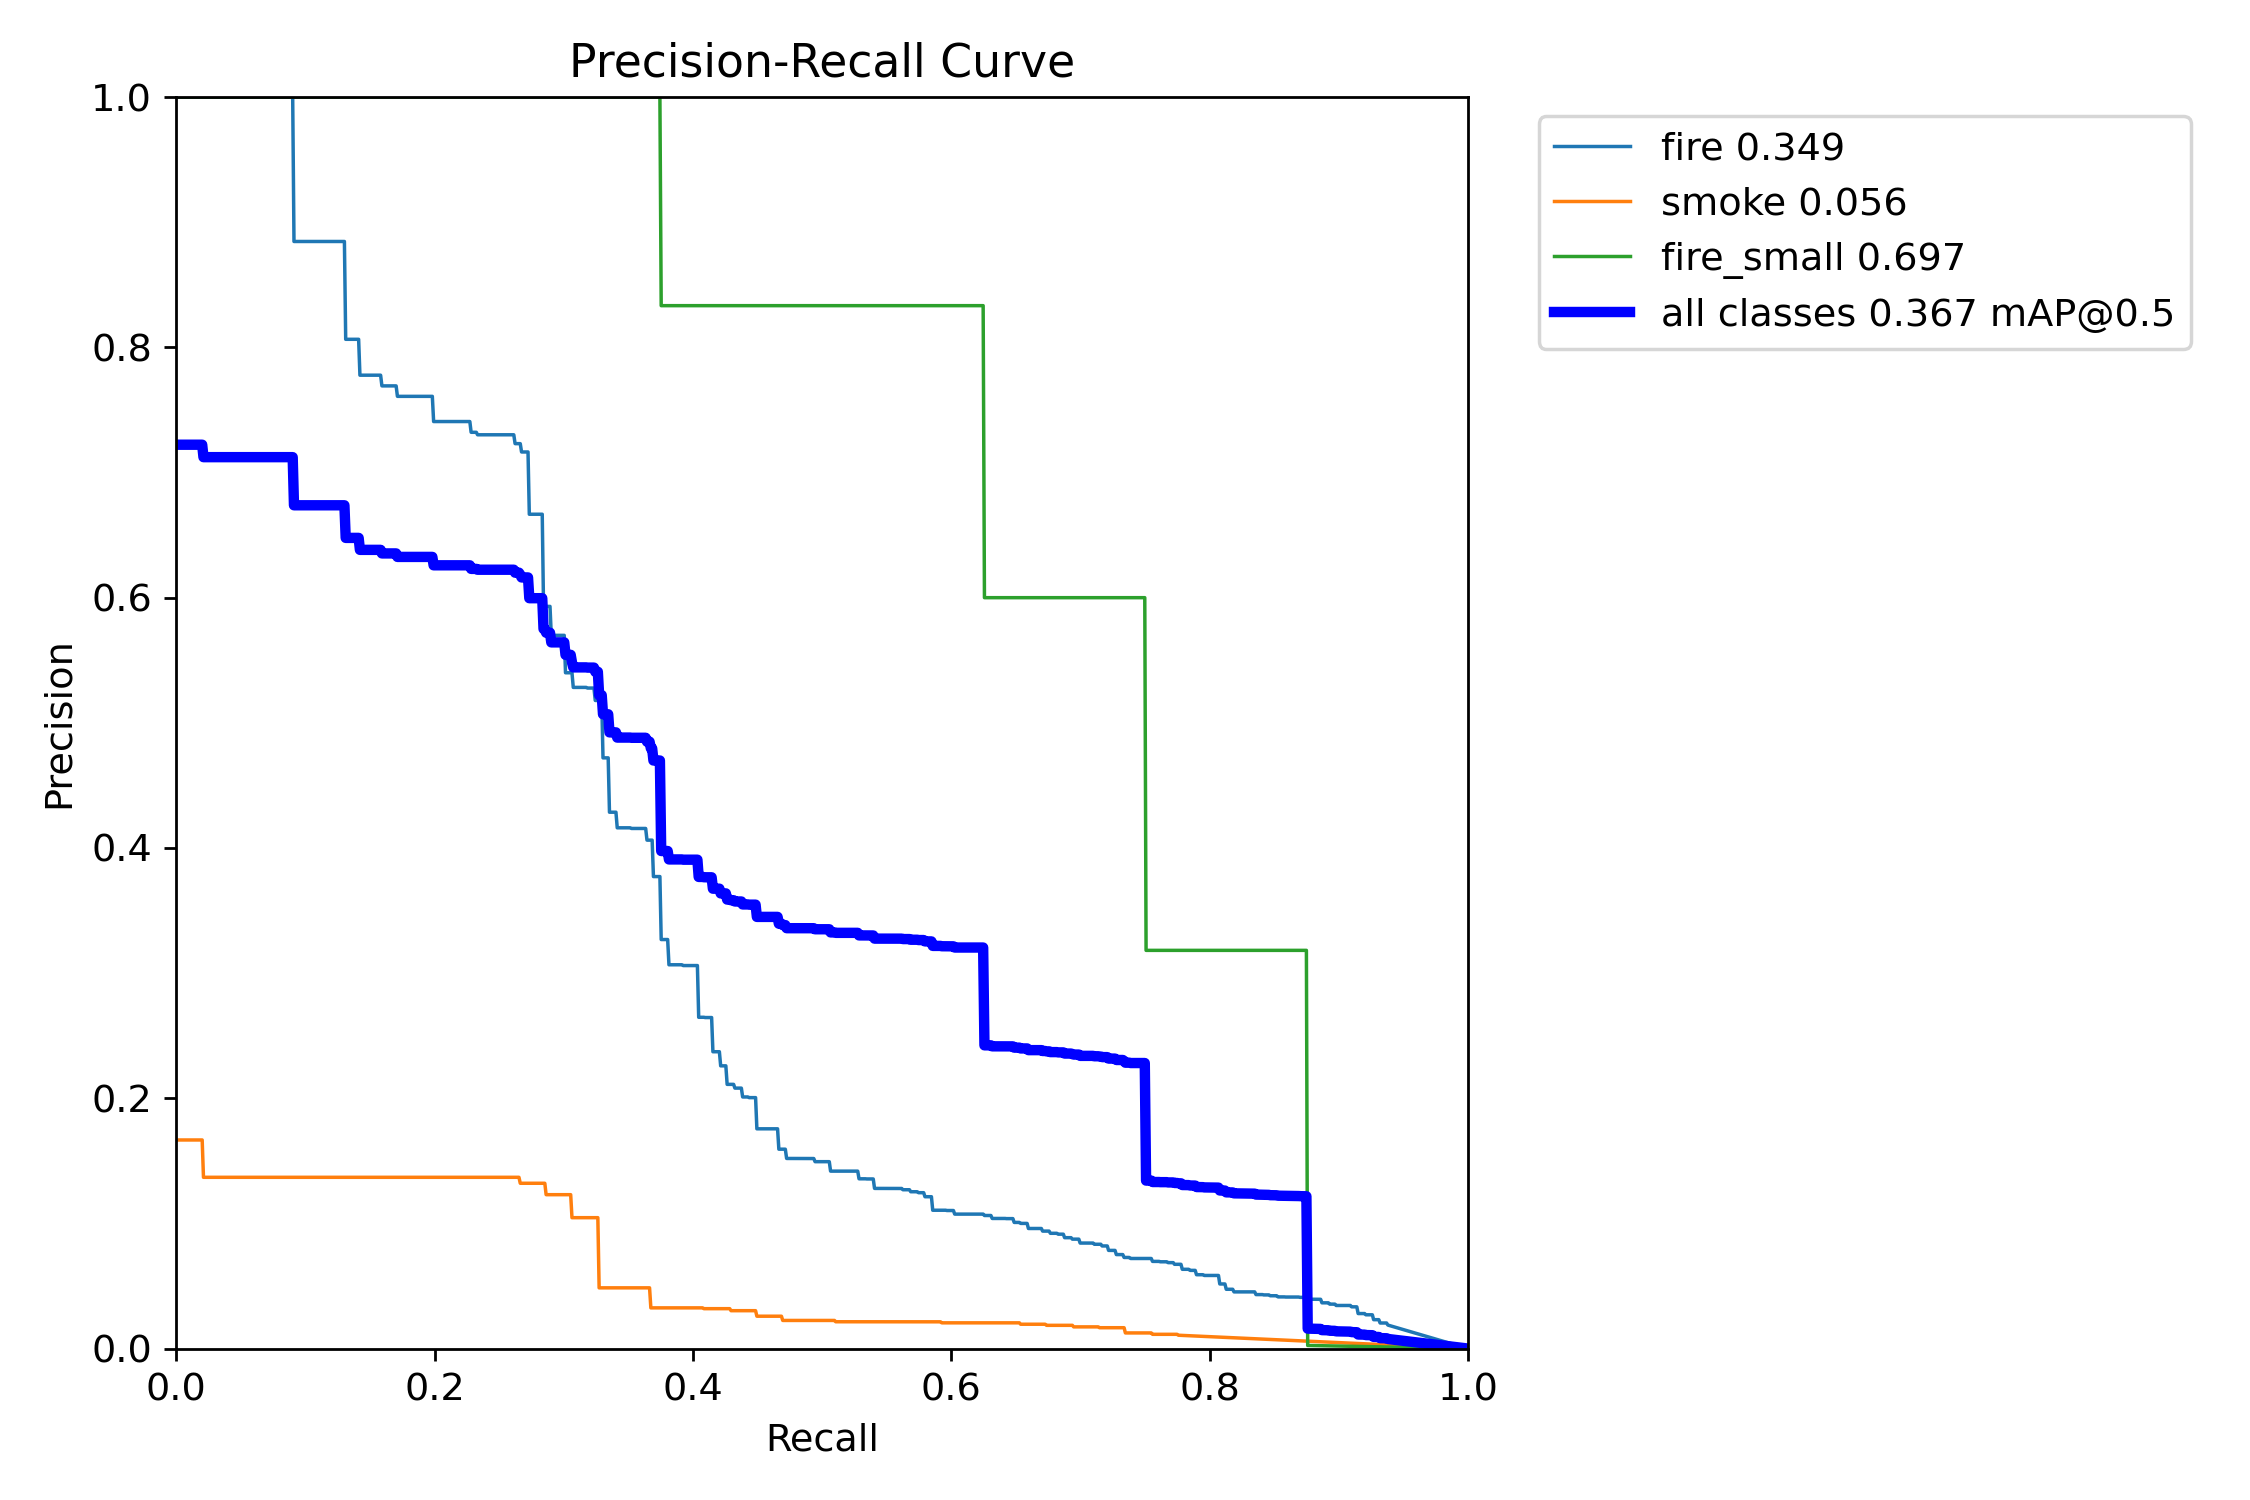 Precision-Recall Curve
1.0
0.8
0.6
0.4
0.2
0.0
Precision
0.0 0.2 0.4 0.6 0.8 1.0
Recall
fire 0.349
smoke 0.056
fire_small 0.697
all classes 0.367 mAP@0.5